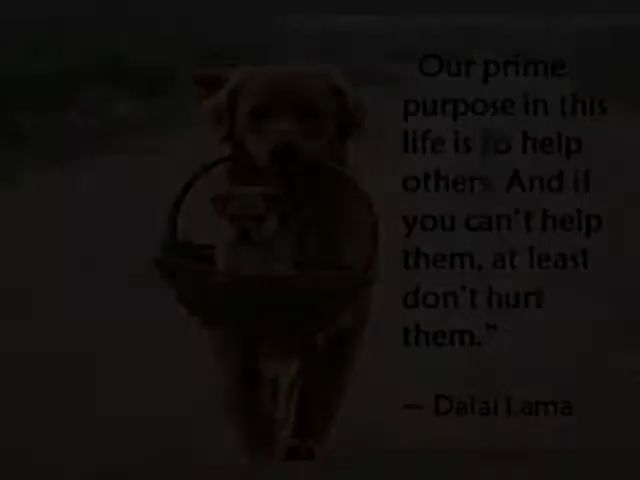 Our prime
purpose in this
life is to help
others. And if
you can't help
them, at least
don't hurt
them."
— Dalai Lama